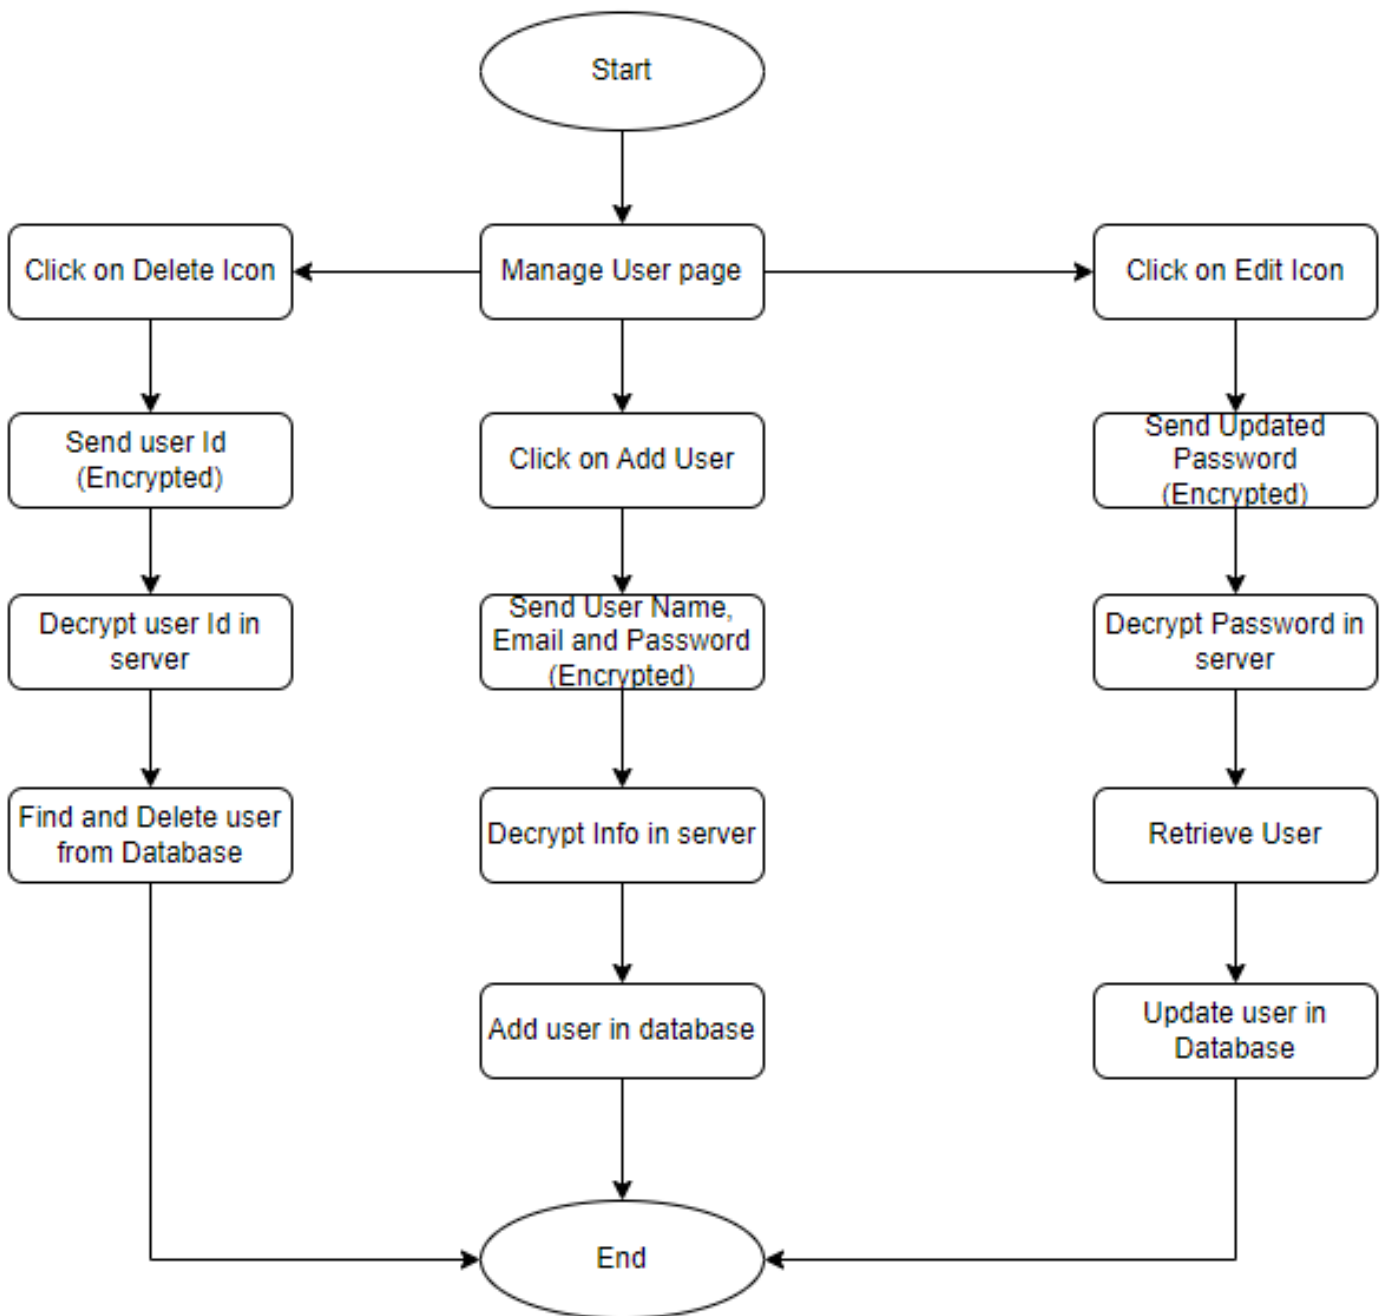 Start
Click on Delete Icon
Manage User page
Click on Edit Icon
Send user Id
(Encrypted)
Click on Add User
Send Updated
Password
(Encrypted)
Decrypt user Id in
server
Send User Name,
Email and Password
(Encrypted)
Decrypt Password in
server
Find and Delete user
from Database
Decrypt Info in server
Retrieve User
Add user in database
Update user in
Database
End